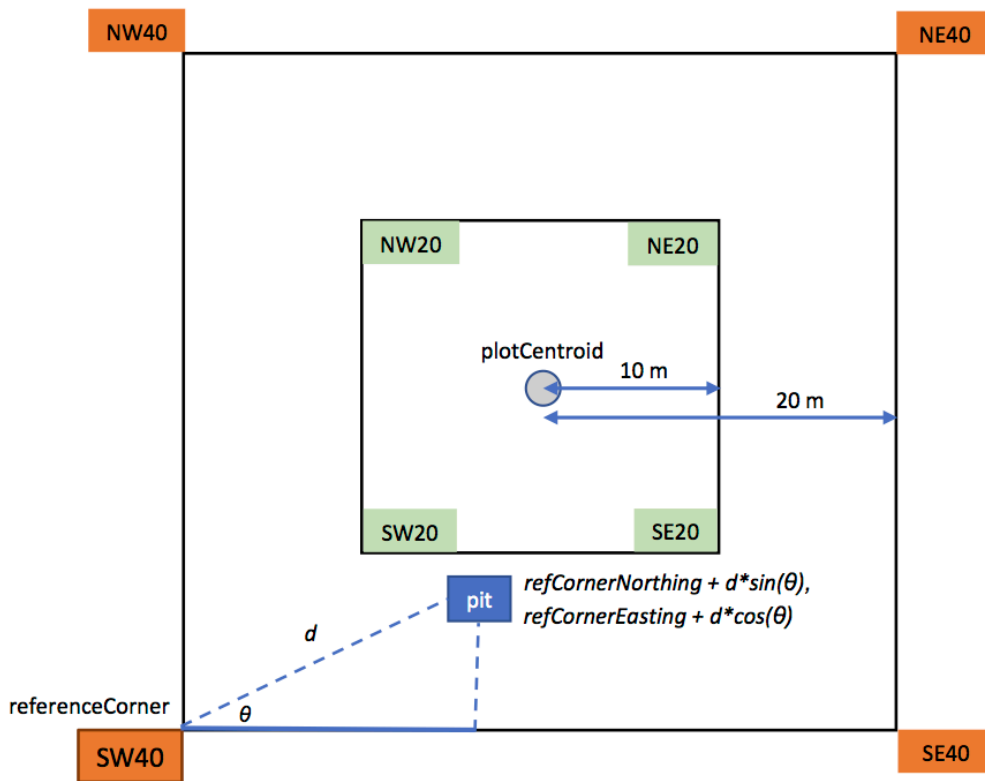 NW40
NE40
NW20
NE20
plotCentroid
10 m
20 m
SW20
SE20
pit
refCornerNorthing + d*sin(θ),
refCornerEasting + d*cos(θ)
d
referenceCorner
θ
SW40
SE40